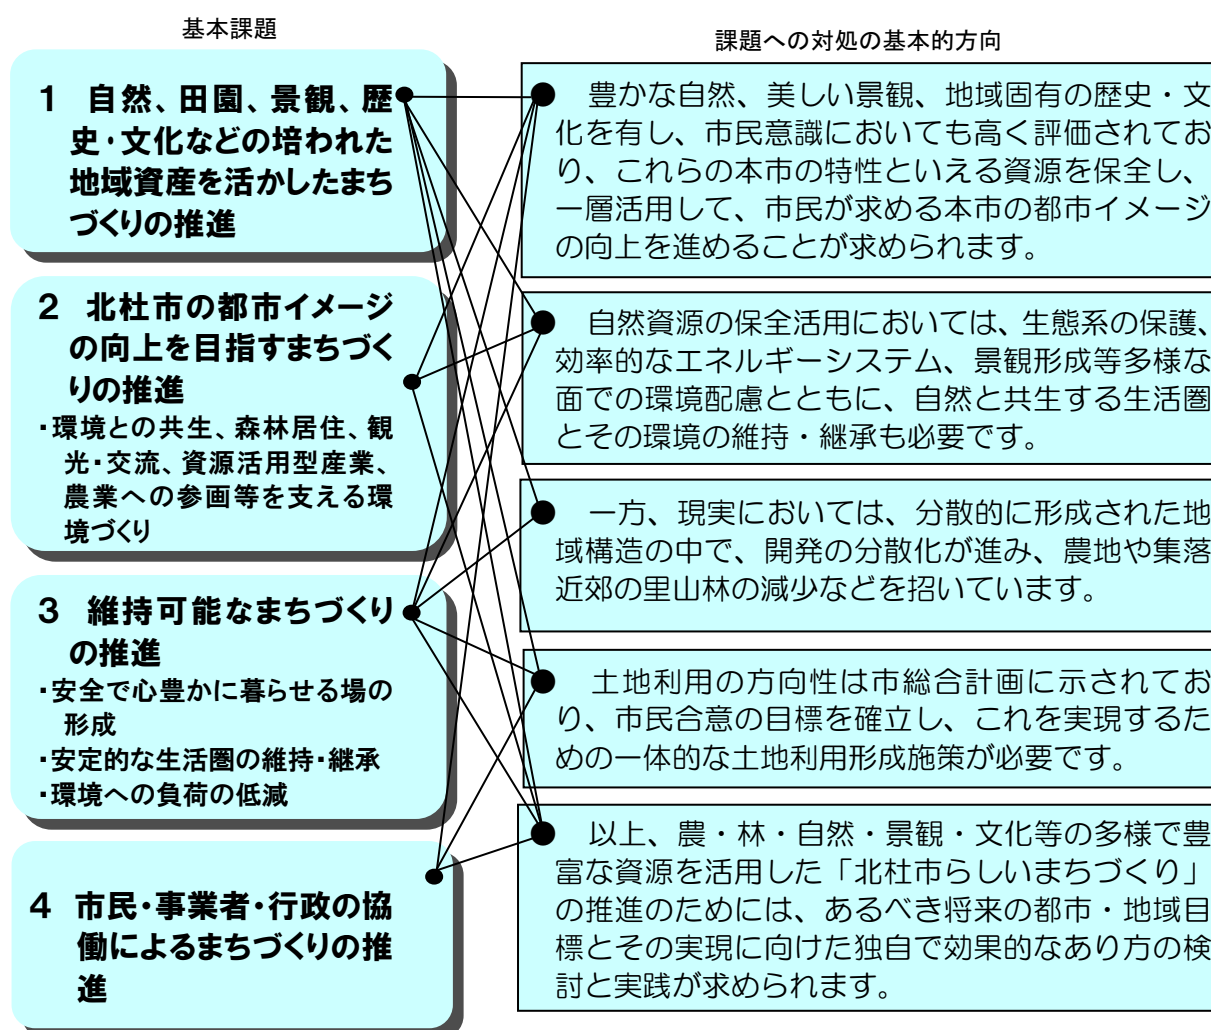 基本課題
1 自然、田園、景観、歴
史・文化などの培われた
地域資産を活かしたまち
づくりの推進
2 北杜市の都市イメージ
の向上を目指すまちづく
りの推進
・環境との共生、森林居住、観
光・交流、資源活用型産業、
農業への参画等を支える環
境づくり
3 維持可能なまちづくり
の推進
・安全で心豊かに暮らせる場の
形成
・安定的な生活圏の維持・継承
・環境への負荷の低減
4 市民・事業者・行政の協
働によるまちづくりの推
進
課題への対処の基本的方向
豊かな自然、美しい景観、地域固有の歴史・文
化を有し、市民意識においても高く評価されてお
り、これらの本市の特性といえる資源を保全し、
一層活用して、市民が求める本市の都市イメージ
の向上を進めることが求められます。
自然資源の保全活用においては、生態系の保護、
効率的なエネルギーシステム、景観形成等多様な
面での環境配慮とともに、自然と共生する生活圏
とその環境の維持・継承も必要です。
一方、現実においては、分散的に形成された地
域構造の中で、開発の分散化が進み、農地や集落
近郊の里山林の減少などを招いています。
土地利用の方向性は市総合計画に示されてお
り、市民合意の目標を確立し、これを実現するた
めの一体的な土地利用形成施策が必要です。
以上、農・林・自然・景観・文化等の多様で豊
富な資源を活用した「北杜市らしいまちづくり」
の推進のためには、あるべき将来の都市・地域目
標とその実現に向けた独自で効果的なあり方の検
討と実践が求められます。